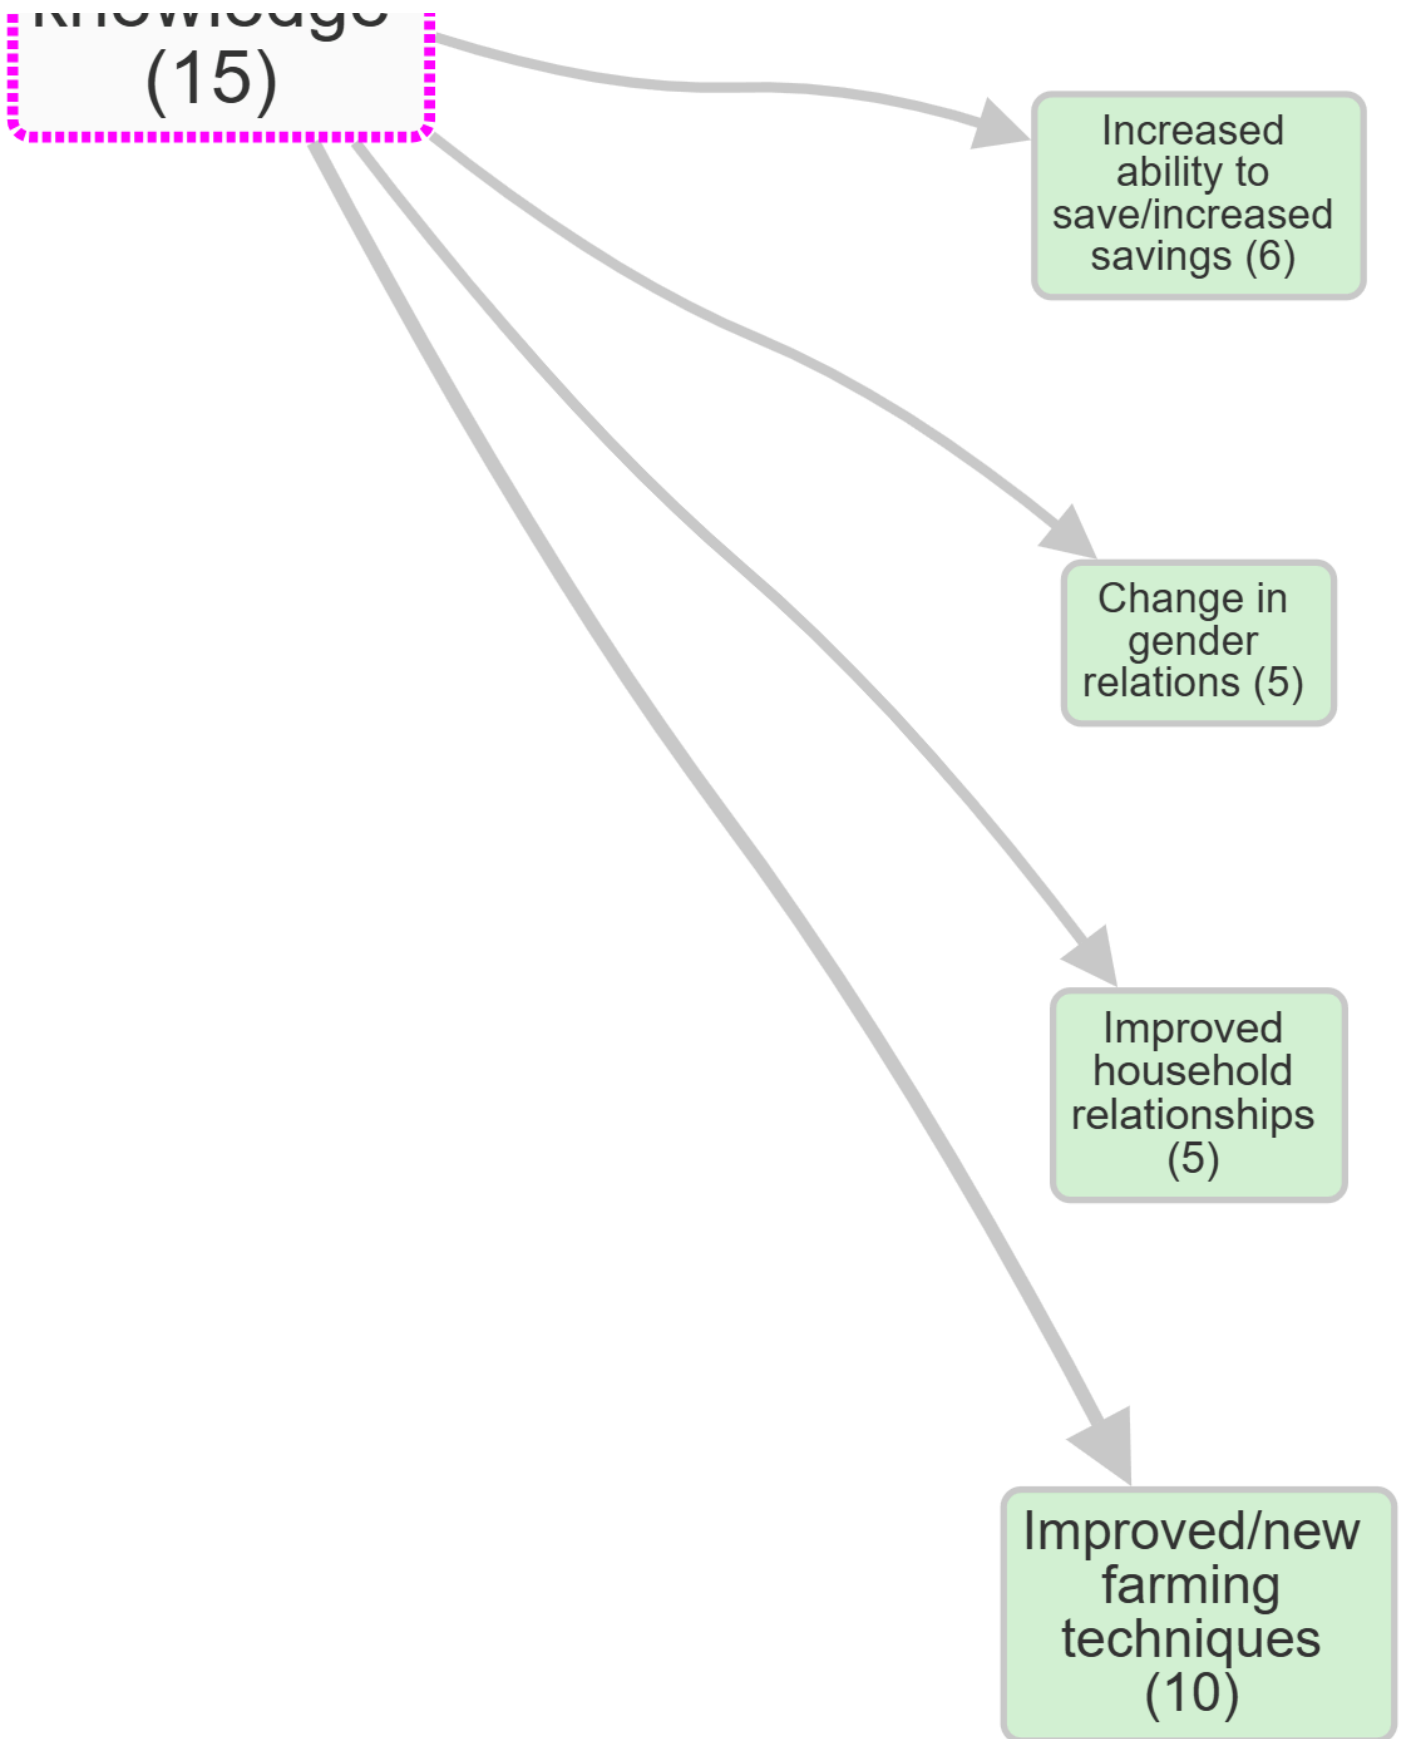 knowledge
(15)
Increased
ability to
save/increased
savings (6)
Change in
gender
relations (5)
Improved
household
relationships
(5)
Improved/new
farming
techniques
(10)